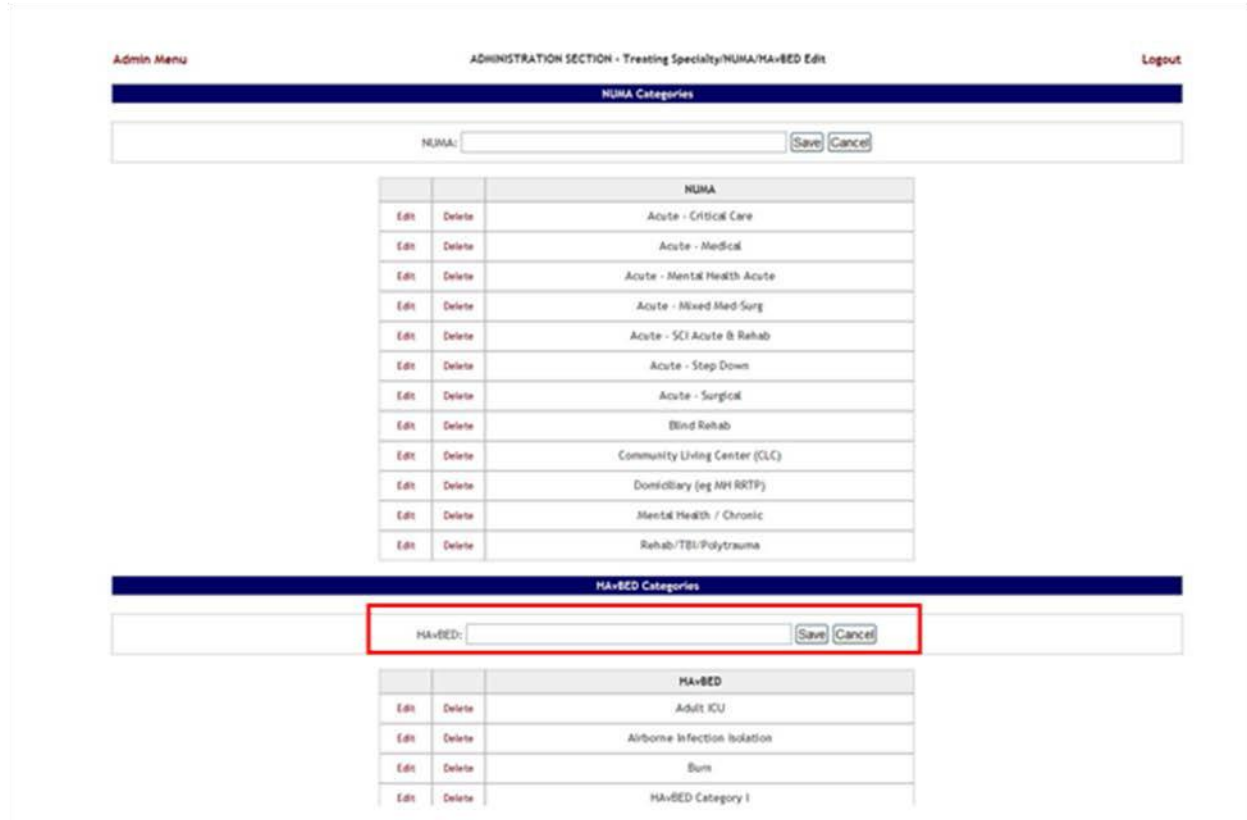 Admin Menu ADMINISTRATION SECTION - Treating Specialty/NUMA/HAvBED Edit Logout
NUMA Categories
NUMA: Save Cancel
NUMA
Edit Delete Acute - Critical Care
Edit Delete Acute - Medical
Edit Delete Acute - Mental Health Acute
Edit Delete Acute - Mixed Med-Surg
Edit Delete Acute - SCI Acute & Rehab
Edit Delete Acute - Step Down
Edit Delete Acute - Surgical
Edit Delete Blind Rehab
Edit Delete Community Living Center (CLC)
Edit Delete Domiciliary (eg MH RRTP)
Edit Delete Mental Health / Chronic
Edit Delete Rehab/TBI/Polytrauma
HAvBED Categories
HAvBED: Save Cancel
HAvBED
Edit Delete Adult ICU
Edit Delete Airborne Infection Isolation
Edit Delete Burn
Edit Delete HAvBED Category I